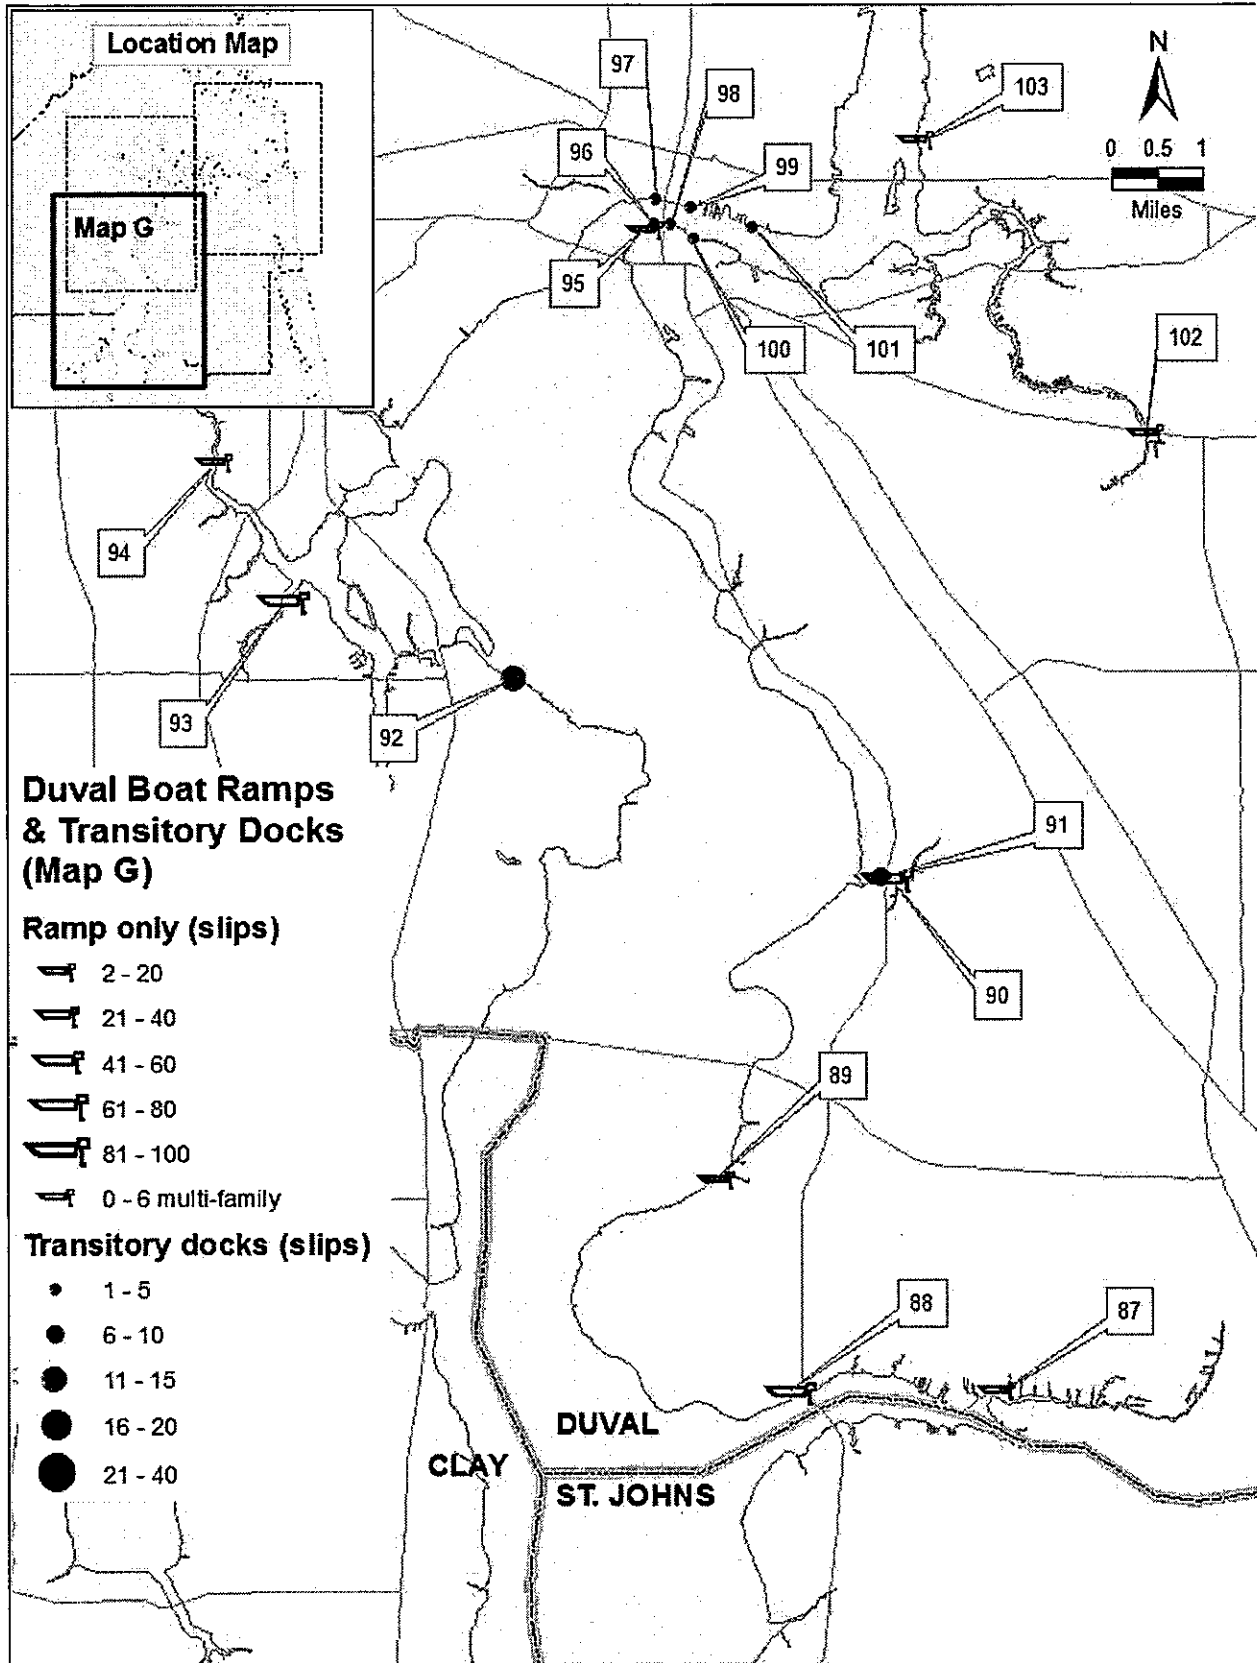 Location Map
Map G
97
98
103
N
96
99
0 0.5 1
Miles
95
100
101
102
94
93
92
Duval Boat Ramps
& Transitory Docks
(Map G)
91
Ramp only (slips)
2 - 20
21 - 40
41 - 60
61 - 80
81 - 100
0 - 6 multi-family
90
89
Transitory docks (slips)
1 - 5
6 - 10
11 - 15
16 - 20
21 - 40
88
87
DUVAL
CLAY
ST. JOHNS